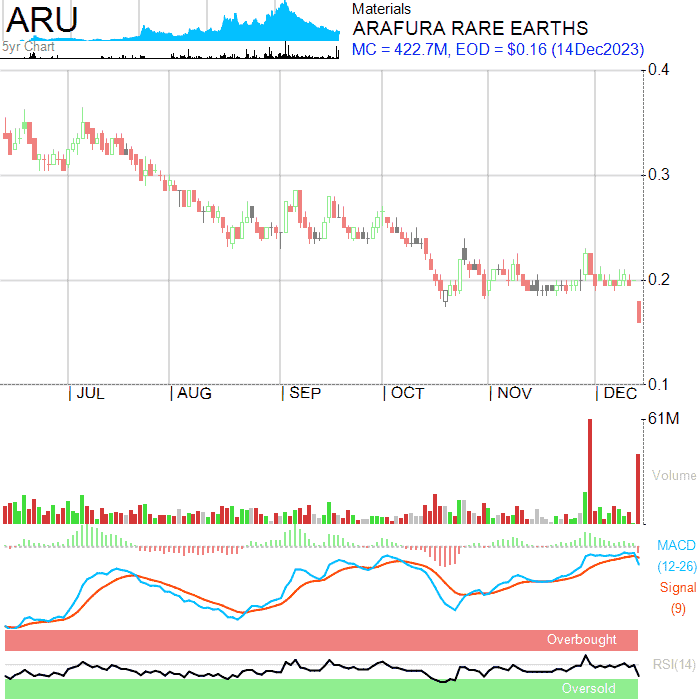 ARU
5yr Chart
Materials
ARAFURA RARE EARTHS
MC = 422.7M, EOD = $0.16 (14Dec2023)
0.4
0.3
0.2
0.1
JUL AUG SEP OCT NOV DEC
61M
Volume
MACD
(12-26)
Signal
(9)
Overbought
RSI(14)
Oversold